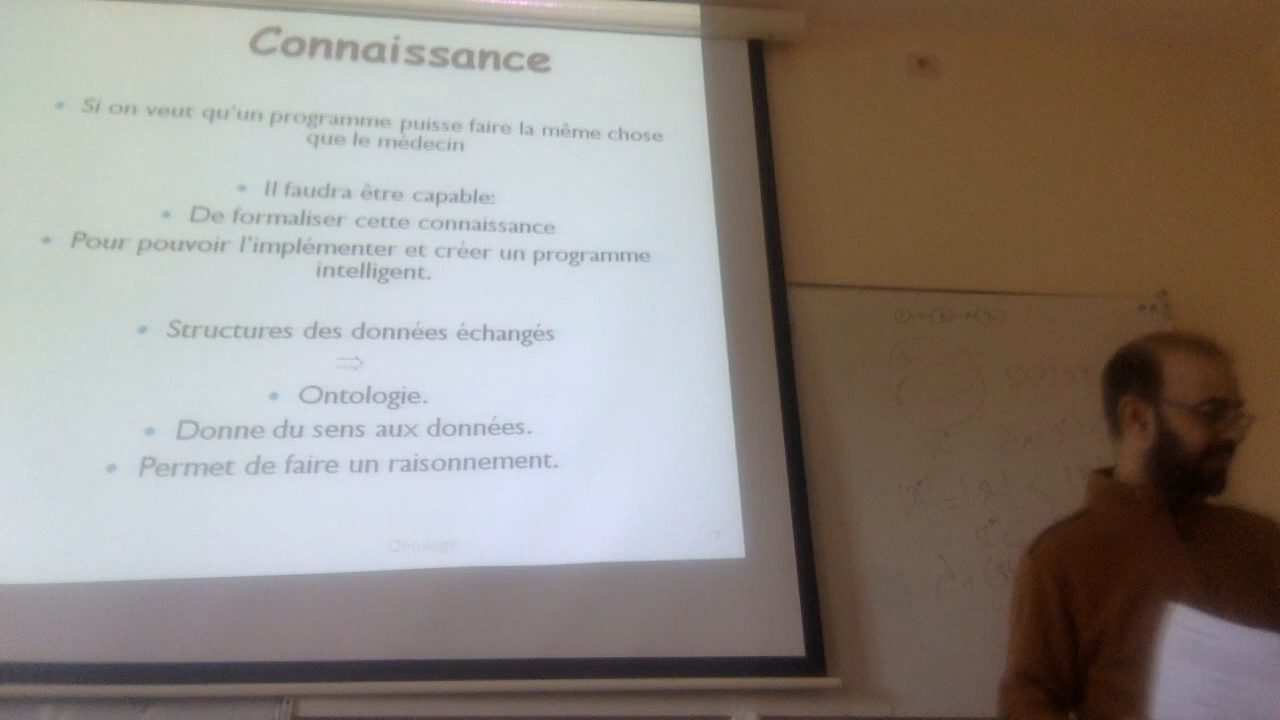 Connaissance
• Si on veut qu'un programme puisse faire la même chose
que le médecin
• Il faudra être capable:
• De formaliser cette connaissance
• Pour pouvoir l'implémenter et créer un programme
intelligent.
• Structures des données échangés
⇒
• Ontologie.
• Donne du sens aux données.
• Permet de faire un raisonnement.
Ontologie
17